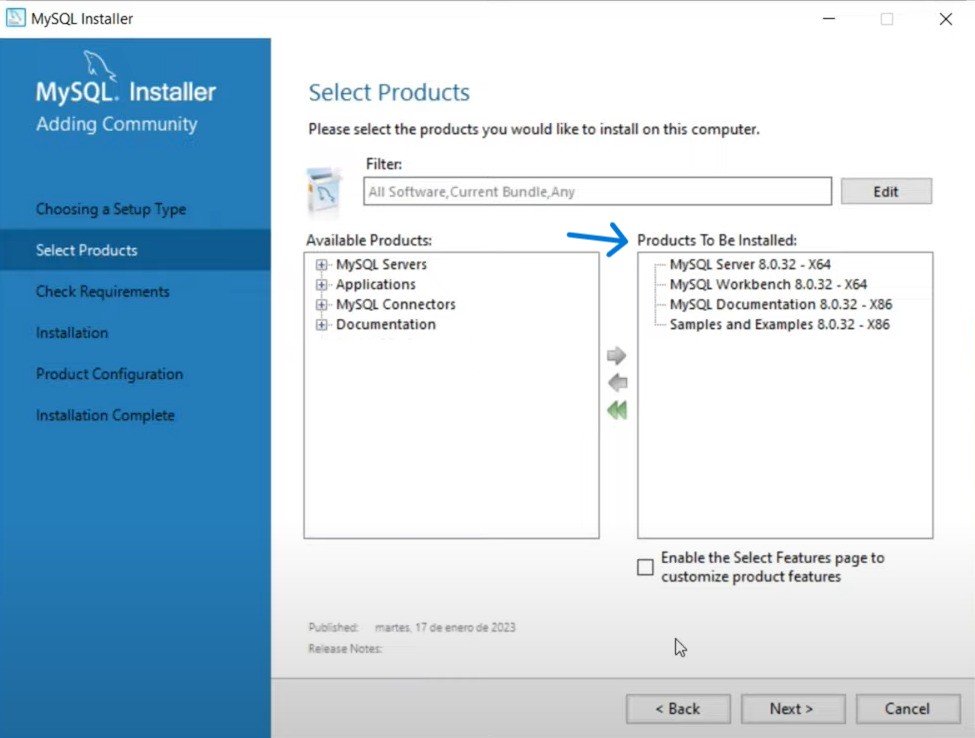 MySQL Installer
MySQL. Installer
Adding Community
Choosing a Setup Type
Select Products
Check Requirements
Installation
Product Configuration
Installation Complete
Select Products
Please select the products you would like to install on this computer.
Filter:
All Software,Current Bundle,Any
Edit
Available Products:
MySQL Servers
Applications
MySQL Connectors
Documentation
Products To Be Installed:
MySQL Server 8.0.32 - X64
MySQL Workbench 8.0.32 - X64
MySQL Documentation 8.0.32 - X86
Samples and Examples 8.0.32 - X86
Enable the Select Features page to
customize product features
Published: martes, 17 de enero de 2023
Release Notes:
< Back
Next >
Cancel